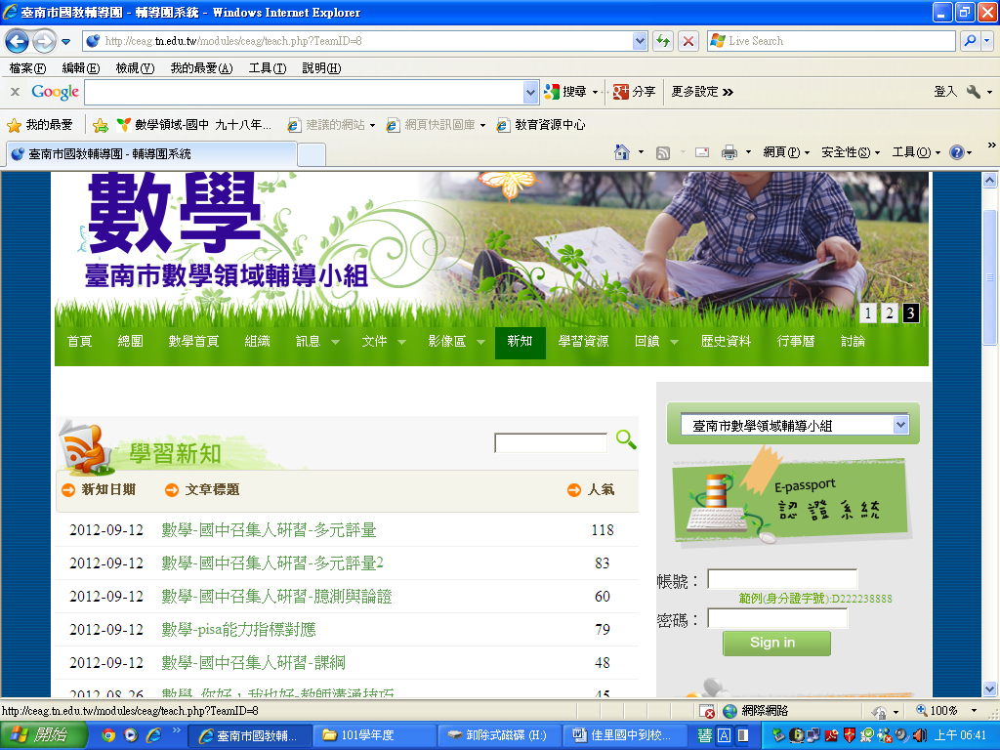 臺南市國教輔導團 - 輔導團系統 - Windows Internet Explorer
http://ceag.tn.edu.tw/modules/ceag/teach.php?TeamID=8
Live Search
檔案(F) 編輯(E) 檢視(V) 我的最愛(A) 工具(T) 說明(H)
x Google 搜尋 分享 更多設定 » 登入
我的最愛 數學領域-國中 九十八年... 建議的網站 網頁快訊圖庫 教育資源中心
臺南市國教輔導團 - 輔導團系統
網頁(P) 安全性(S) 工具(O) »
數學
臺南市數學領域輔導小組
1 2 3
首頁 總團 數學首頁 組織 訊息 文件 影像區 新知 學習資源 回饋 歷史資料 行事曆 討論
臺南市數學領域輔導小組
學習新知
E-passport
認證系統
新知日期 文章標題 人氣
2012-09-12 數學-國中召集人研習-多元評量 118
2012-09-12 數學-國中召集人研習-多元評量2 83
2012-09-12 數學-國中召集人研習-臆測與論證 60
2012-09-12 數學-pisa能力指標對應 79
2012-09-12 數學-國中召集人研習-課綱 48
2012-08-26 數學-你好，我也好-教師溝通技巧 45
帳號：
範例(身分證字號):D222238888
密碼：
Sign in
http://ceag.tn.edu.tw/modules/ceag/teach.php?TeamID=8 網際網路 100%
開始 » 臺南市國教輔... 101學年度 卸除式磁碟 (H:) 佳里國中到校... A 上午 06:41